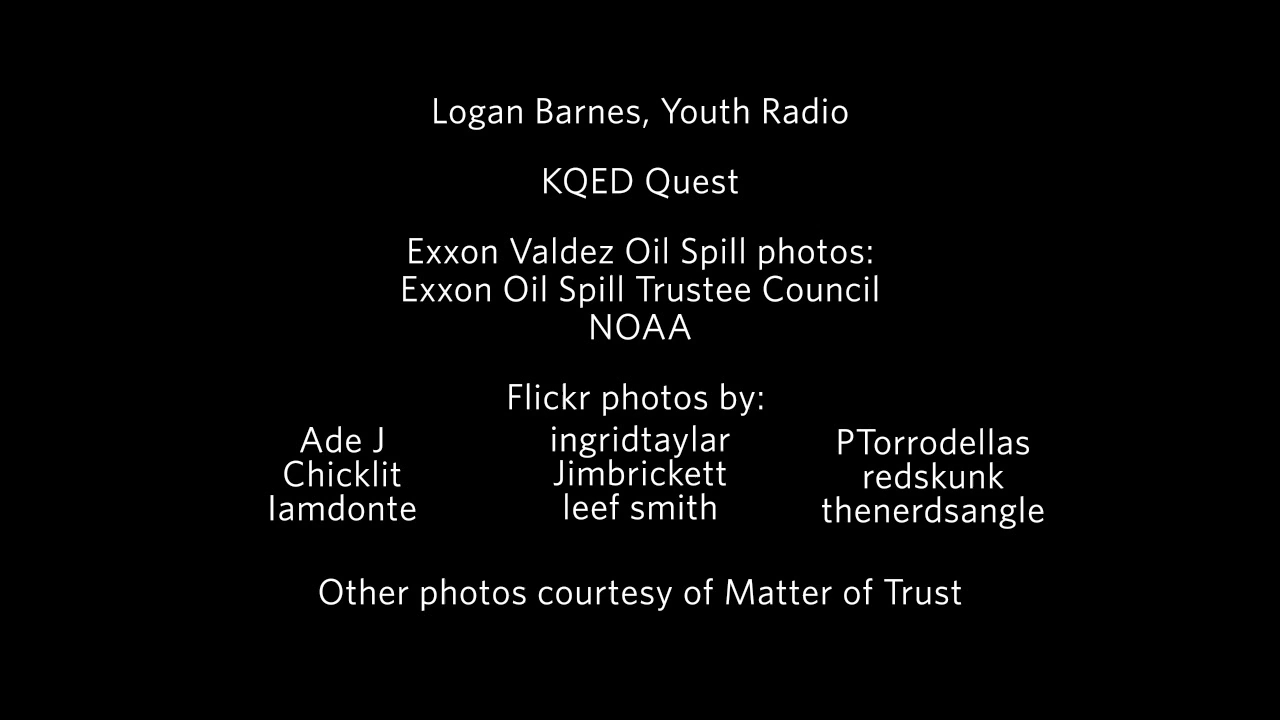 Logan Barnes, Youth Radio
KQED Quest
Exxon Valdez Oil Spill photos:
Exxon Oil Spill Trustee Council
NOAA
Flickr photos by:
Ade J
Chicklit
Iamdonte
ingridtaylar
Jimbrickett
leef smith
PTorrodellas
redskunk
thenerdsangle
Other photos courtesy of Matter of Trust